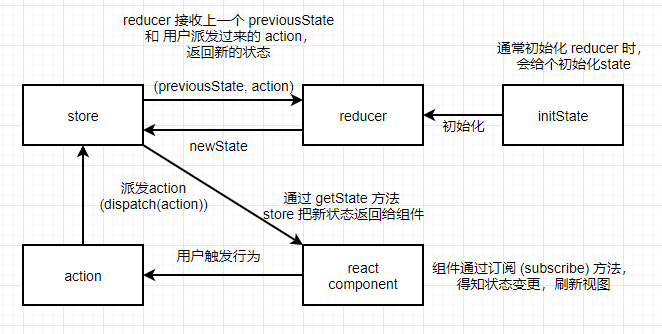 reducer 接收上一个 previousState
和 用户派发过来的 action，
返回新的状态
通常初始化 reducer 时，
会给个初始化state
store
(previousState, action)
reducer
initState
初始化
newState
派发action
(dispatch(action))
通过 getState 方法
store 把新状态返回给组件
用户触发行为
action
react
component
组件通过订阅 (subscribe) 方法，
得知状态变更，刷新视图